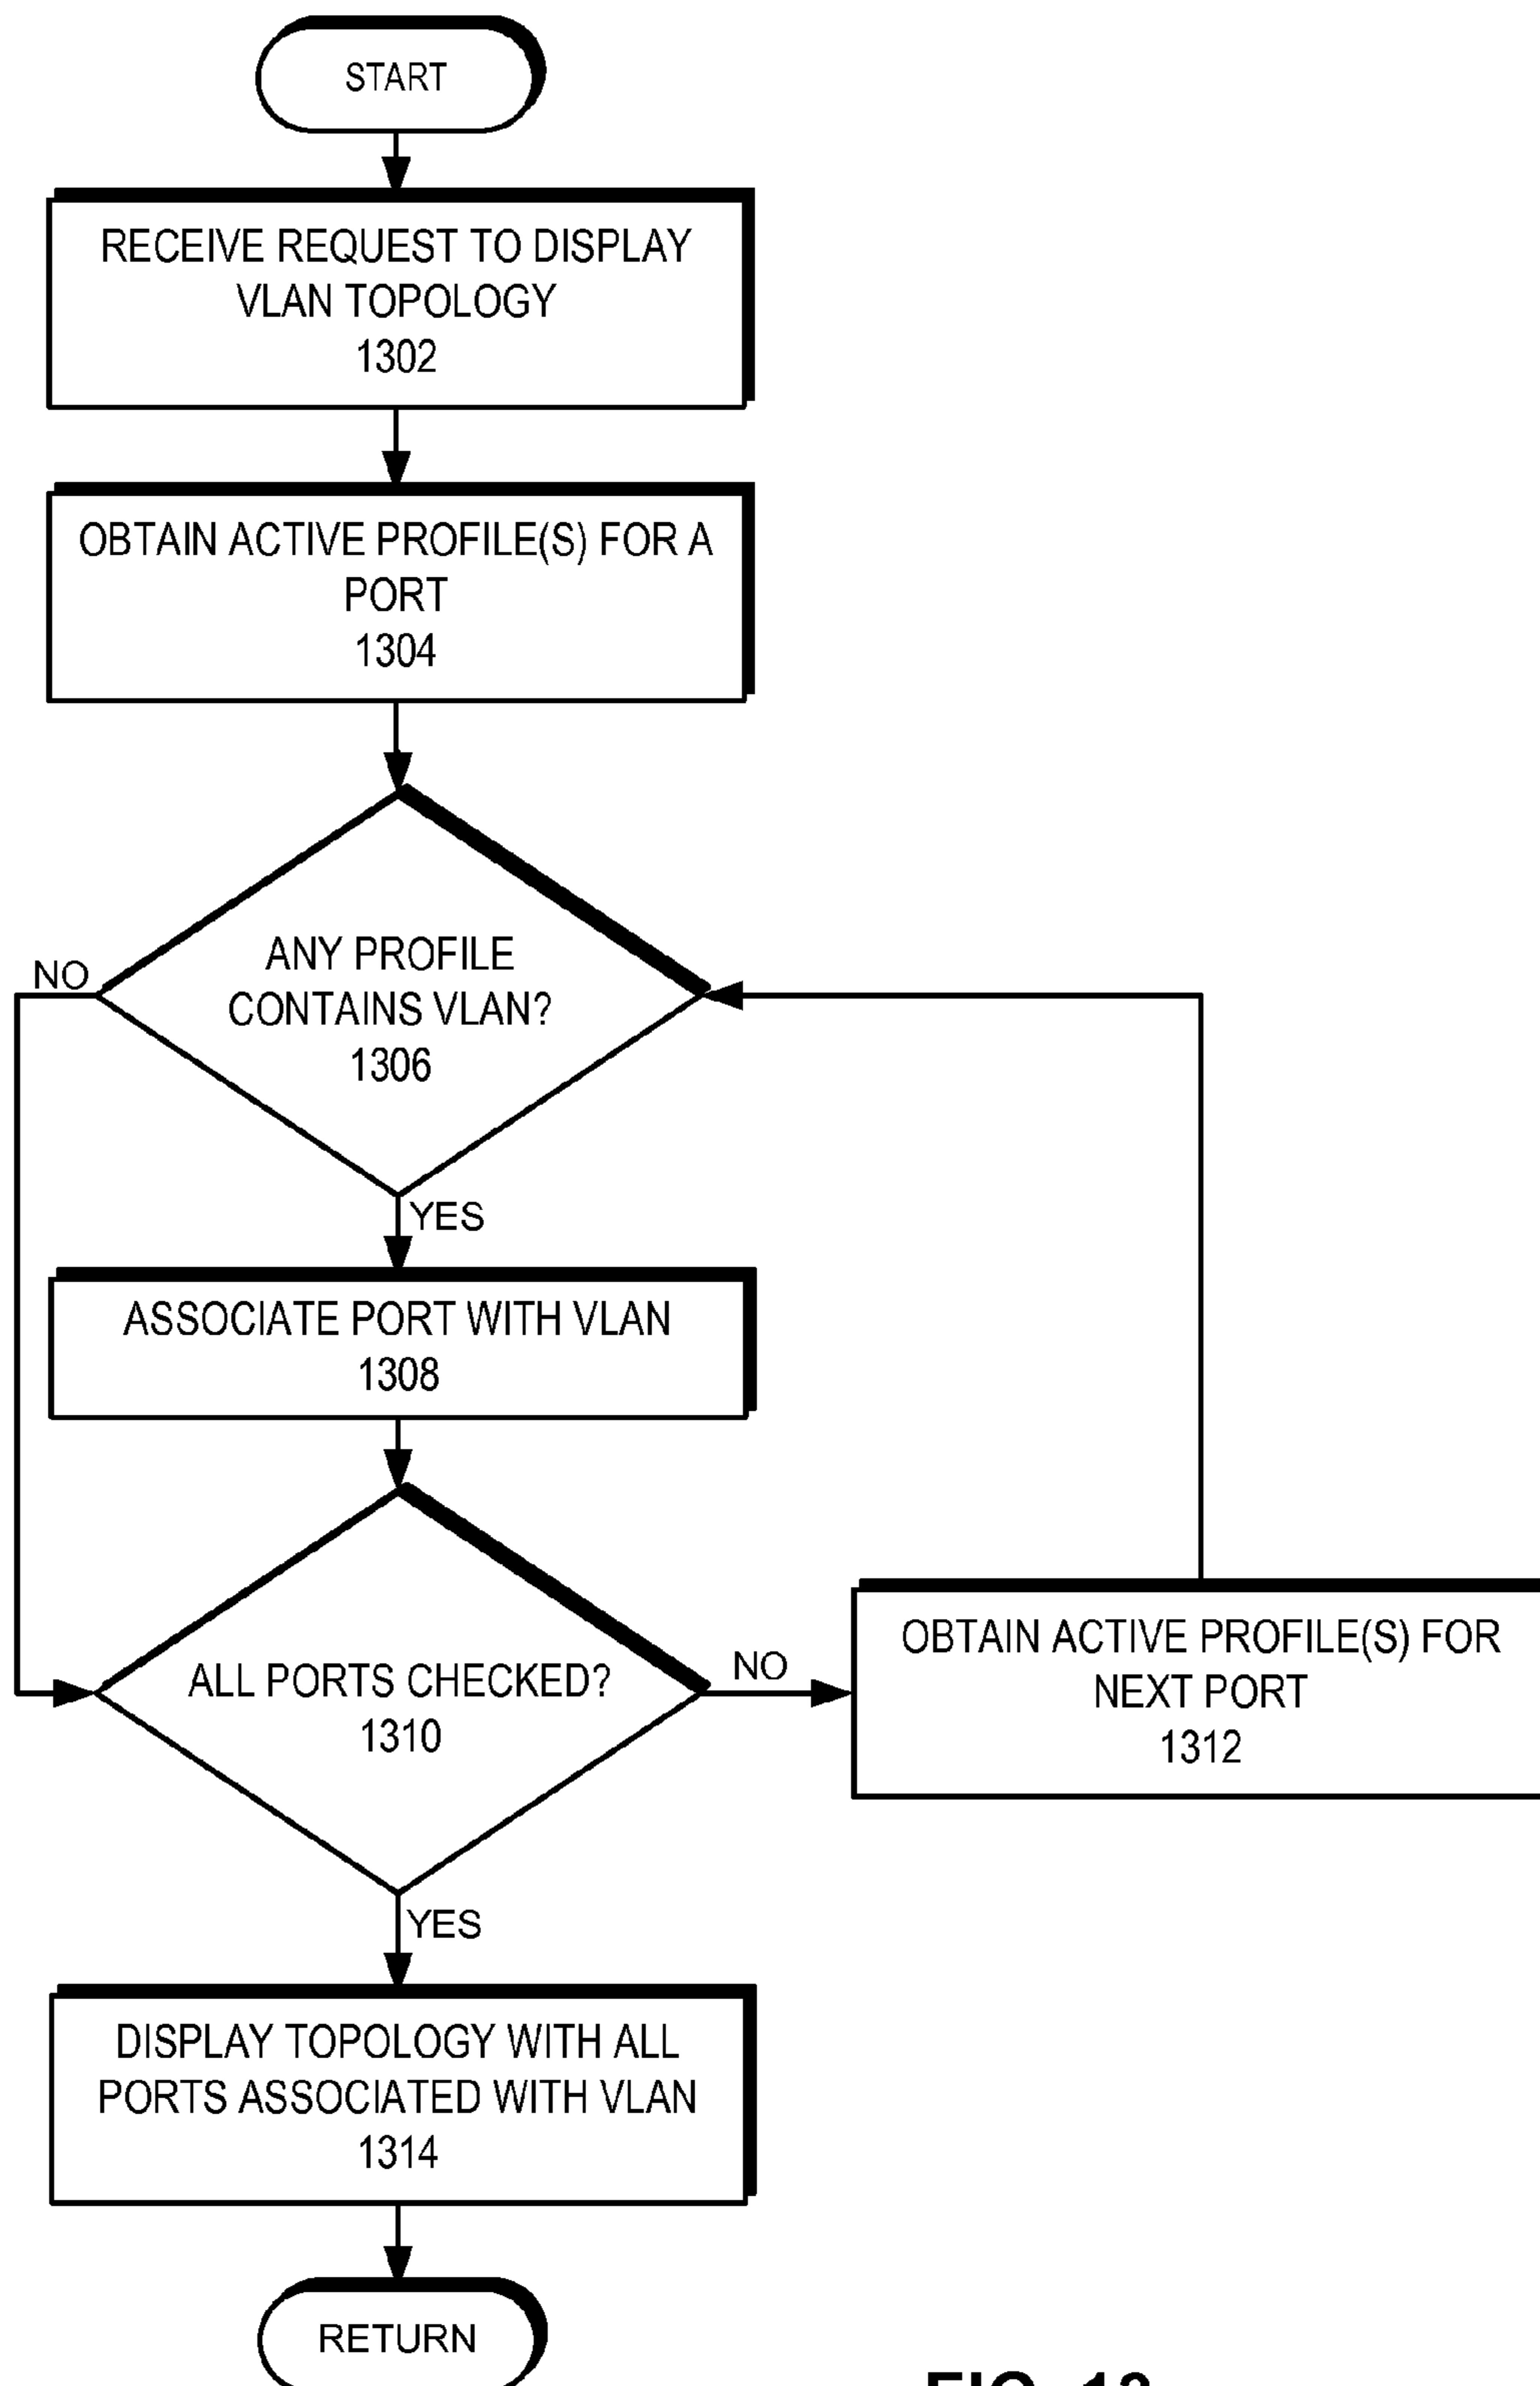 START
RECEIVE REQUEST TO DISPLAY
VLAN TOPOLOGY
1302
OBTAIN ACTIVE PROFILE(S) FOR A
PORT
1304
ANY PROFILE
CONTAINS VLAN?
1306
NO
YES
ASSOCIATE PORT WITH VLAN
1308
ALL PORTS CHECKED?
1310
NO
OBTAIN ACTIVE PROFILE(S) FOR
NEXT PORT
1312
YES
DISPLAY TOPOLOGY WITH ALL
PORTS ASSOCIATED WITH VLAN
1314
RETURN